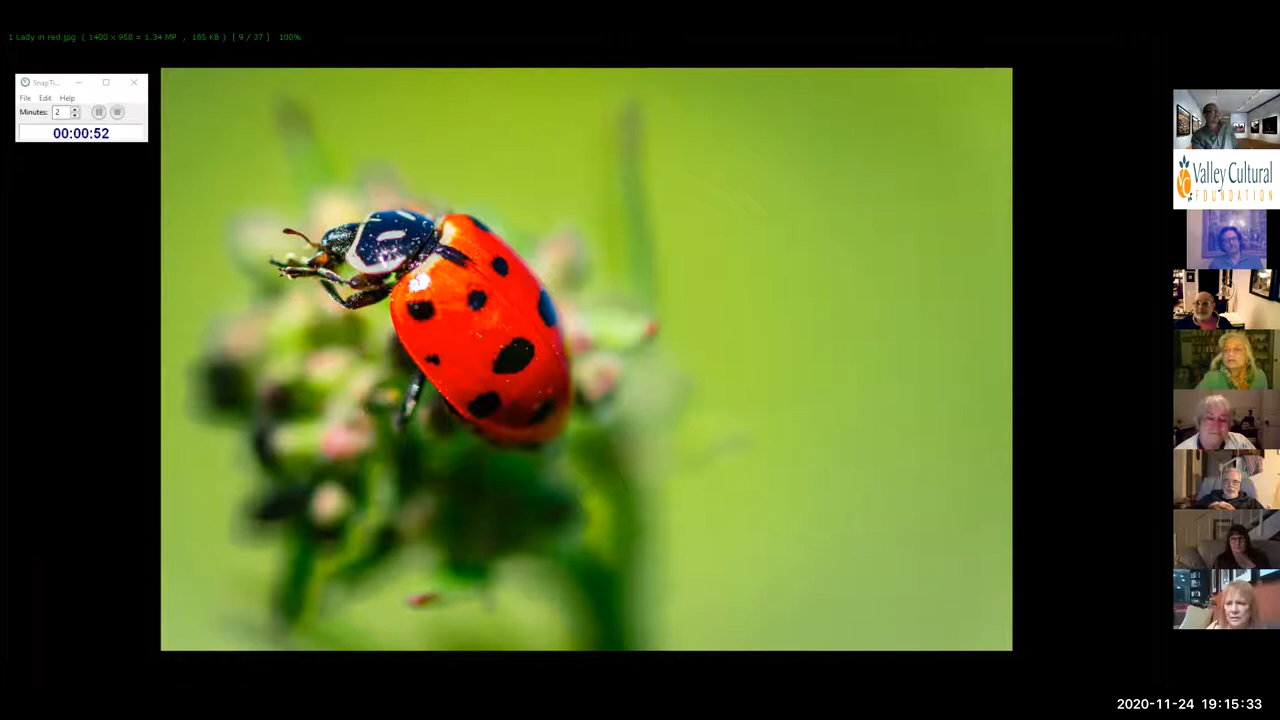 1 Lady in red.jpg ( 1400 x 958 = 1.34 MP , 185 KB ) [ 9 / 37 ] 100%
SnapTi...
File Edit Help
Minutes: 2
00:00:52
Valley Cultural
FOUNDATION
2020-11-24 19:15:33